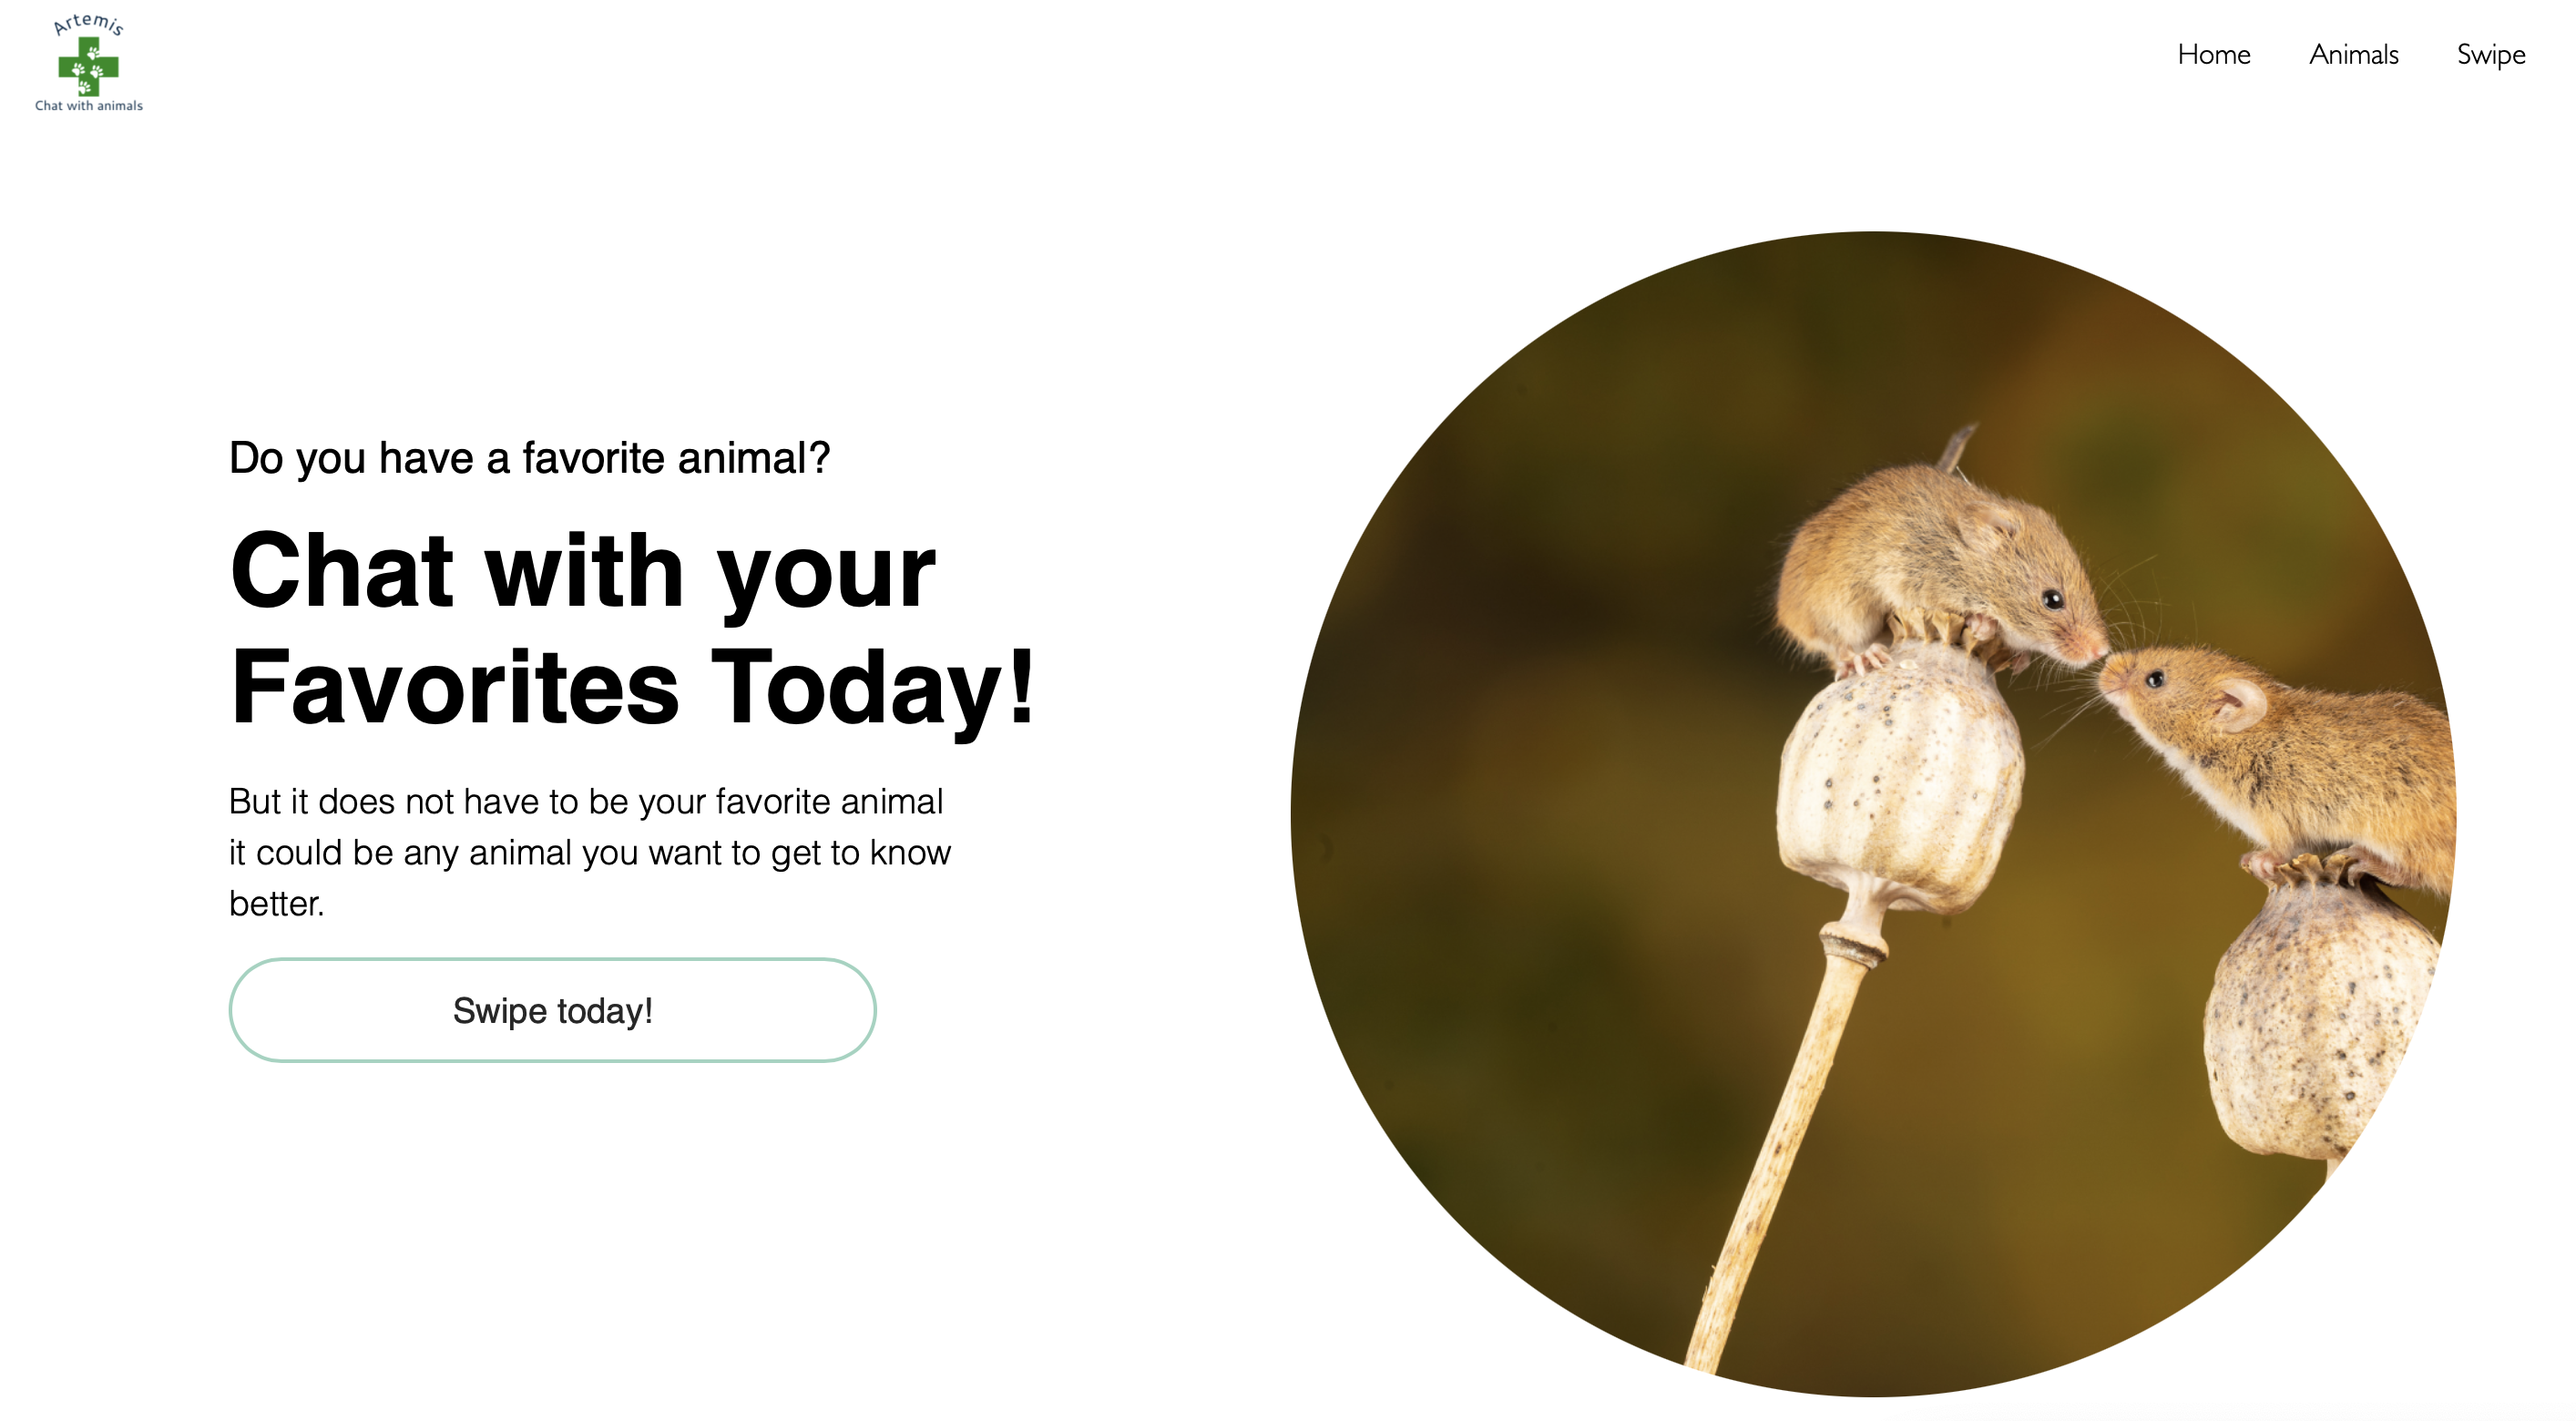 Artemis
Chat with animals
Home Animals Swipe
Do you have a favorite animal?
Chat with your
Favorites Today!
But it does not have to be your favorite animal
it could be any animal you want to get to know
better.
Swipe today!